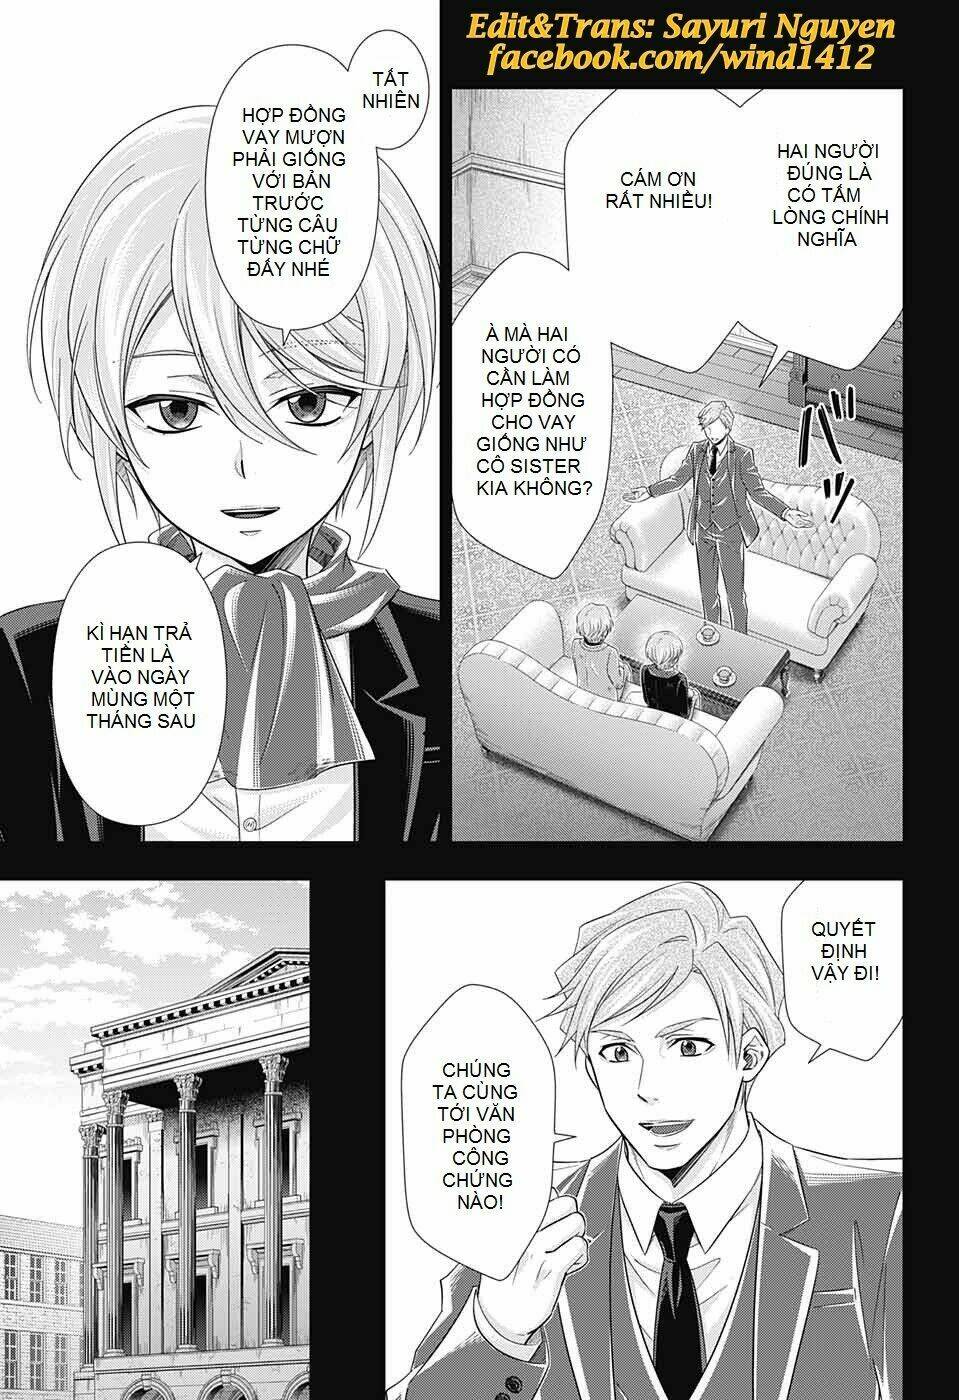 Edit&Trans: Sayuri Nguyen
facebook.com/wind1412
HAI NGƯỜI
ĐÚNG LÀ
CÓ TẤM
LÒNG CHÍNH
NGHĨA
CÁM ƠN
RẤT NHIỀU!
À MÀ HAI
NGƯỜI CÓ
CẦN LÀM
HỢP ĐỒNG
CHO VAY
GIỐNG NHƯ
CÔ SISTER
KIA KHÔNG?
TẤT
NHIÊN
HỢP ĐỒNG
VAY MƯỢN
PHẢI GIỐNG
VỚI BẢN
TRƯỚC
TỪNG CÂU
TỪNG CHỮ
ĐẤY NHÉ
KÌ HẠN TRẢ
TIỀN LÀ
VÀO NGÀY
MÙNG MỘT
THÁNG SAU
QUYẾT
ĐỊNH
VẬY ĐI!
CHÚNG
TA CÙNG
TỚI VĂN
PHÒNG
CÔNG
CHỨNG
NÀO!